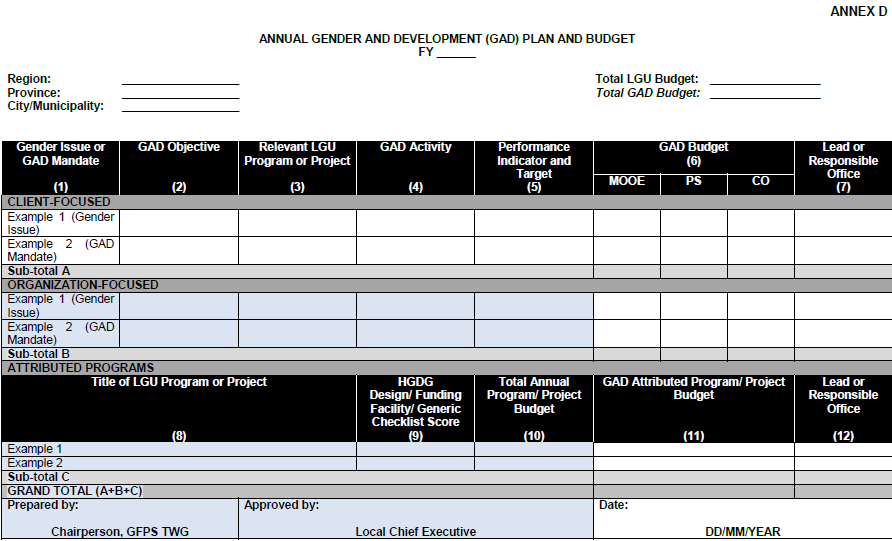 ANNEX D
ANNUAL GENDER AND DEVELOPMENT (GAD) PLAN AND BUDGET
FY ______
Region: __________________
Province: __________________
City/Municipality: __________________
Total LGU Budget: _________________
Total GAD Budget: _________________
Gender Issue or
GAD Mandate
(1)
GAD Objective
(2)
Relevant LGU
Program or Project
(3)
GAD Activity
(4)
Performance
Indicator and
Target
(5)
GAD Budget
(6)
MOOE
PS
CO
Lead or
Responsible
Office
(7)
CLIENT-FOCUSED
Example 1 (Gender
Issue)
Example 2 (GAD
Mandate)
Sub-total A
ORGANIZATION-FOCUSED
Example 1 (Gender
Issue)
Example 2 (GAD
Mandate)
Sub-total B
ATTRIBUTED PROGRAMS
Title of LGU Program or Project
(8)
HGDG
Design/ Funding
Facility/ Generic
Checklist Score
(9)
Total Annual
Program/ Project
Budget
(10)
GAD Attributed Program/ Project
Budget
(11)
Lead or
Responsible
Office
(12)
Example 1
Example 2
Sub-total C
GRAND TOTAL (A+B+C)
Prepared by:
Chairperson, GFPS TWG
Approved by:
Local Chief Executive
Date:
DD/MM/YEAR